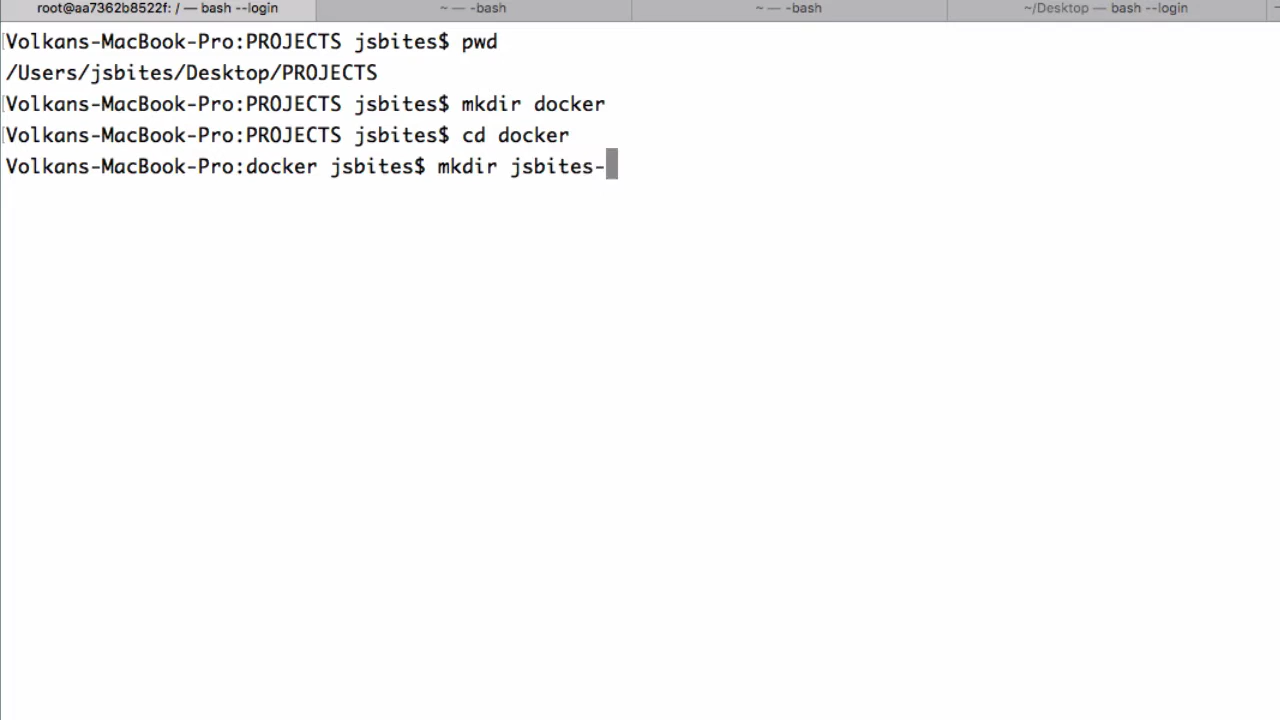 root@aa7362b8522f: / — bash --login
~ — -bash
~ — -bash
~/Desktop — bash --login
Volkans-MacBook-Pro:PROJECTS jsbites$ pwd
/Users/jsbites/Desktop/PROJECTS
Volkans-MacBook-Pro:PROJECTS jsbites$ mkdir docker
Volkans-MacBook-Pro:PROJECTS jsbites$ cd docker
Volkans-MacBook-Pro:docker jsbites$ mkdir jsbites-